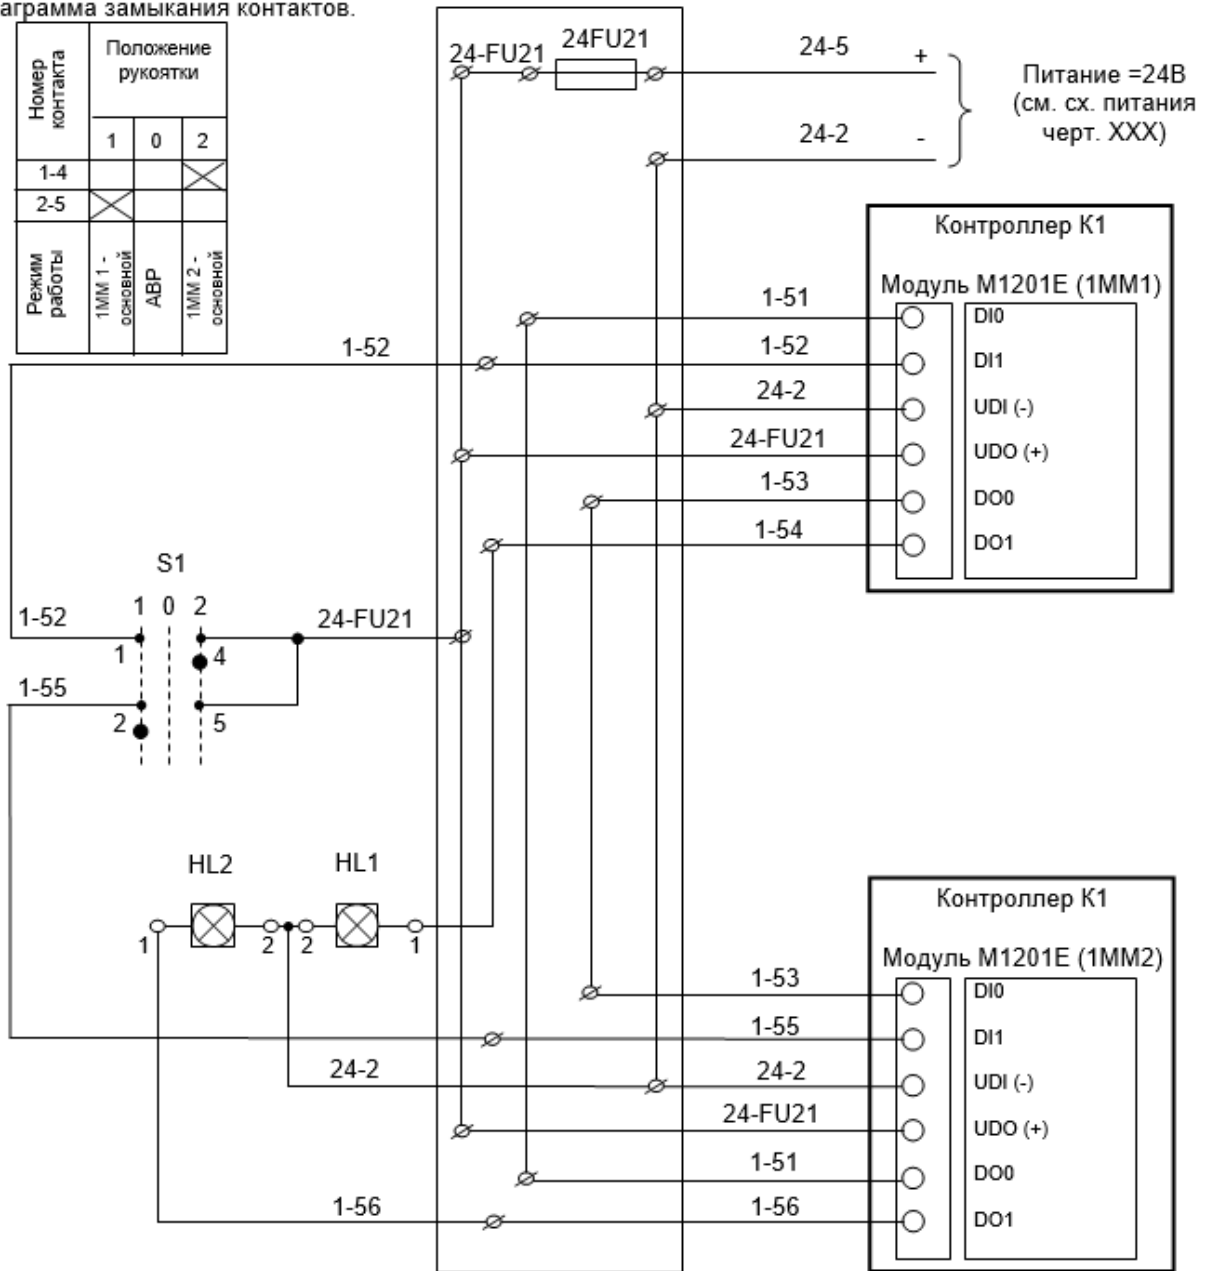 аграмма замыкания контактов.
Номер контакта
Положение рукоятки
1 0 2
1-4
2-5
Режим работы
1ММ 1 - основной
АВР
1ММ 2 - основной
24-FU21
24FU21
24-5
+
24-2
-
Питание =24В
(см. сх. питания
черт. ХХХ)
Контроллер К1
Модуль М1201Е (1ММ1)
1-51
DI0
1-52
1-52
DI1
24-2
UDI (-)
24-FU21
UDO (+)
1-53
DO0
1-54
DO1
S1
1 0 2
1-52
24-FU21
1
4
1-55
2
5
HL2
HL1
1
2
2
1
Контроллер К1
Модуль М1201Е (1ММ2)
1-53
DI0
1-55
DI1
24-2
24-2
UDI (-)
24-FU21
UDO (+)
1-51
DO0
1-56
1-56
DO1